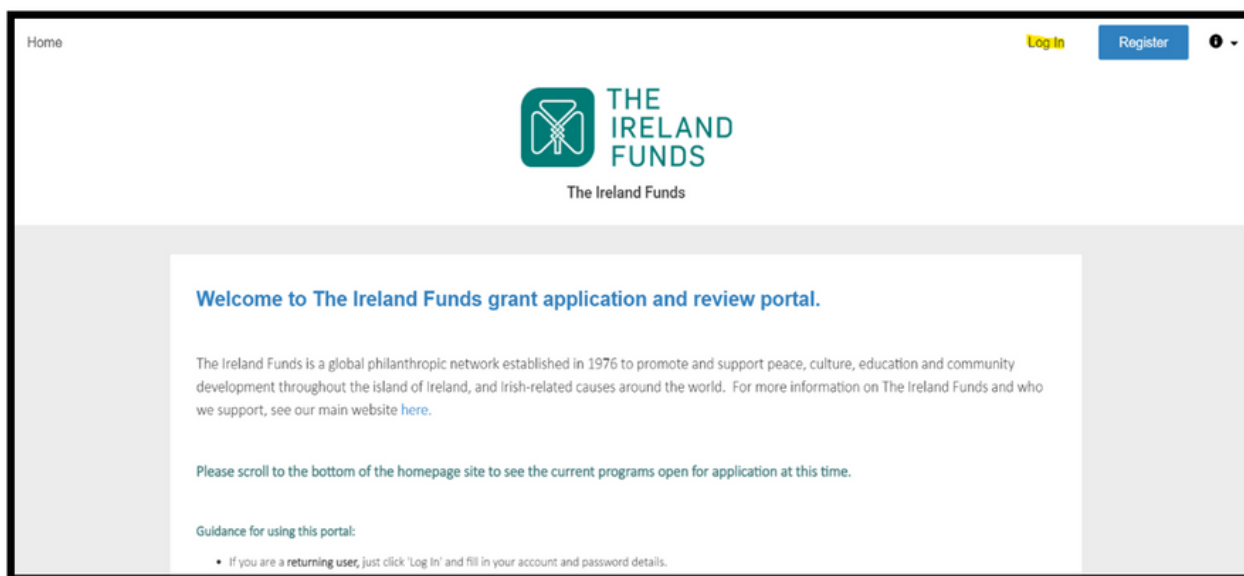 Home
Log In
Register
THE
IRELAND
FUNDS
The Ireland Funds
Welcome to The Ireland Funds grant application and review portal.
The Ireland Funds is a global philanthropic network established in 1976 to promote and support peace, culture, education and community
development throughout the island of Ireland, and Irish-related causes around the world. For more information on The Ireland Funds and who
we support, see our main website here.
Please scroll to the bottom of the homepage site to see the current programs open for application at this time.
Guidance for using this portal:
• If you are a returning user, just click 'Log In' and fill in your account and password details.